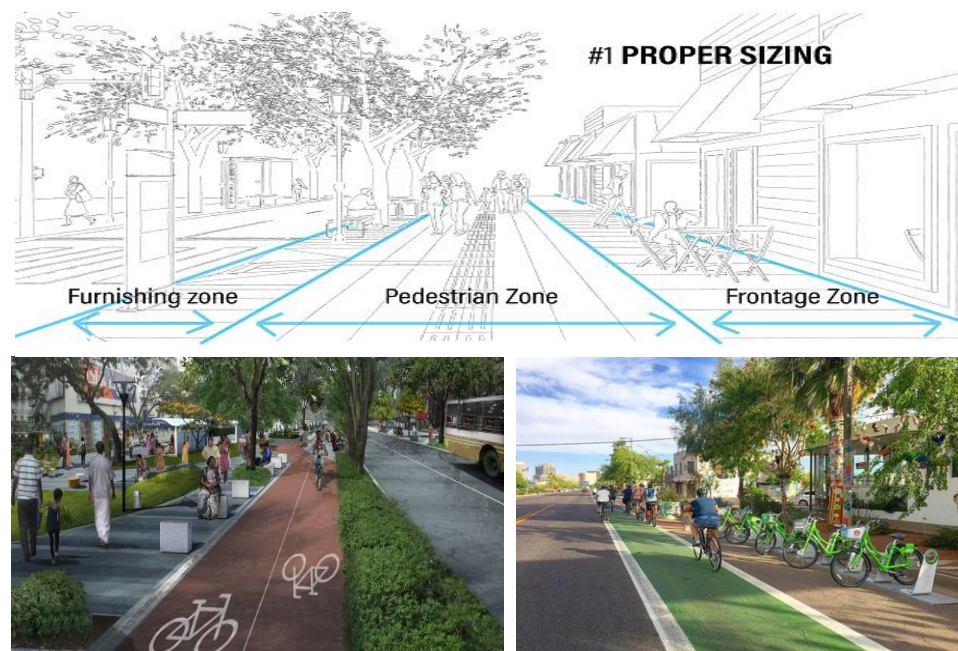 #1 PROPER SIZING
Furnishing zone
Pedestrian Zone
Frontage Zone